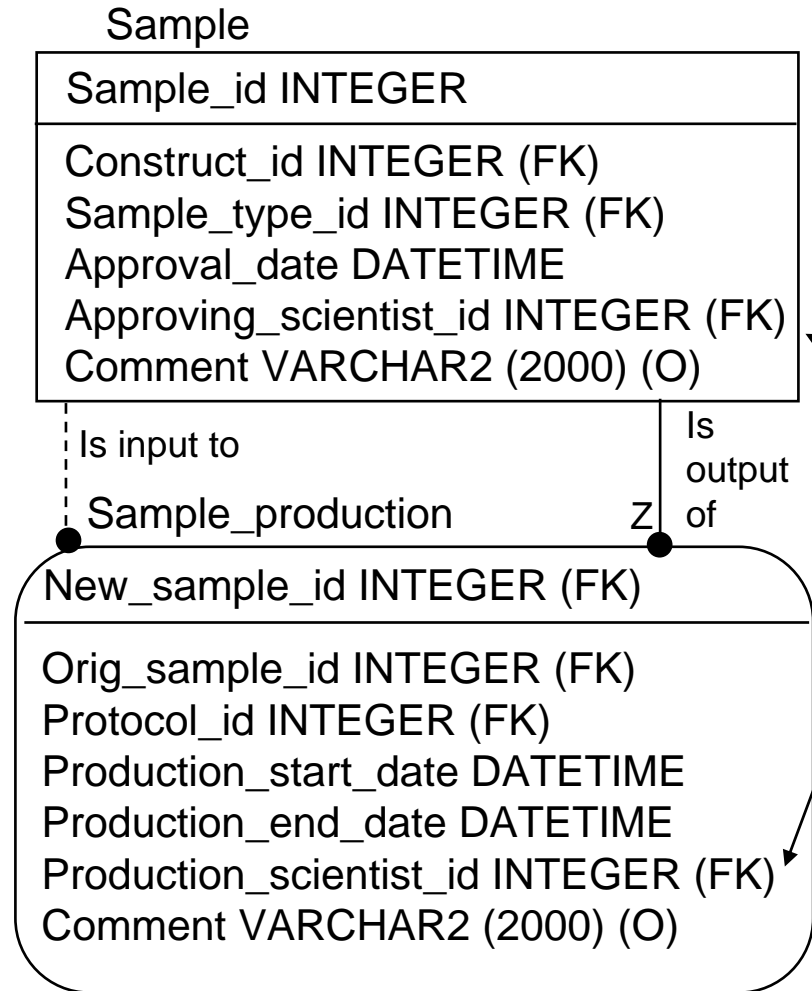 Sample
Sample_id INTEGER
Construct_id INTEGER (FK)
Sample_type_id INTEGER (FK)
Approval_date DATETIME
Approving_scientist_id INTEGER (FK)
Comment VARCHAR2 (2000) (O)
Is input to
Is
output
of
Sample_production
Z
New_sample_id INTEGER (FK)
Orig_sample_id INTEGER (FK)
Protocol_id INTEGER (FK)
Production_start_date DATETIME
Production_end_date DATETIME
Production_scientist_id INTEGER (FK)
Comment VARCHAR2 (2000) (O)